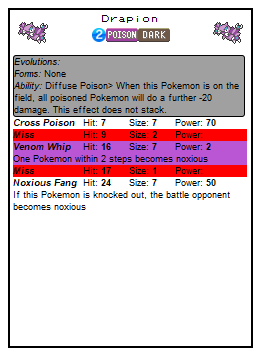 Drapion
2 POISON DARK
Evolutions:
Forms: None
Ability: Diffuse Poison> When this Pokemon is on the
field, all poisoned Pokemon will do a further -20
damage. This effect does not stack.
Cross Poison Hit: 7 Size: 7 Power: 70
Miss Hit: 9 Size: 2 Power:
Venom Whip Hit: 16 Size: 7 Power: 2
One Pokemon within 2 steps becomes noxious
Miss Hit: 17 Size: 1 Power:
Noxious Fang Hit: 24 Size: 7 Power: 50
If this Pokemon is knocked out, the battle opponent
becomes noxious